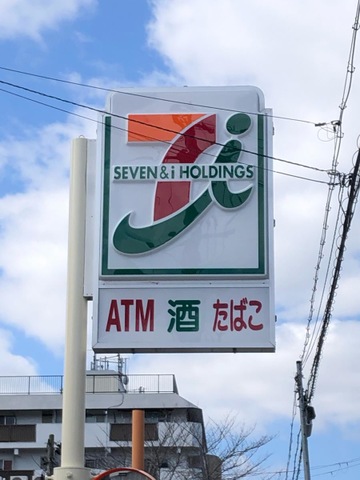 SEVEN & i HOLDINGS
ATM 酒 たばこ